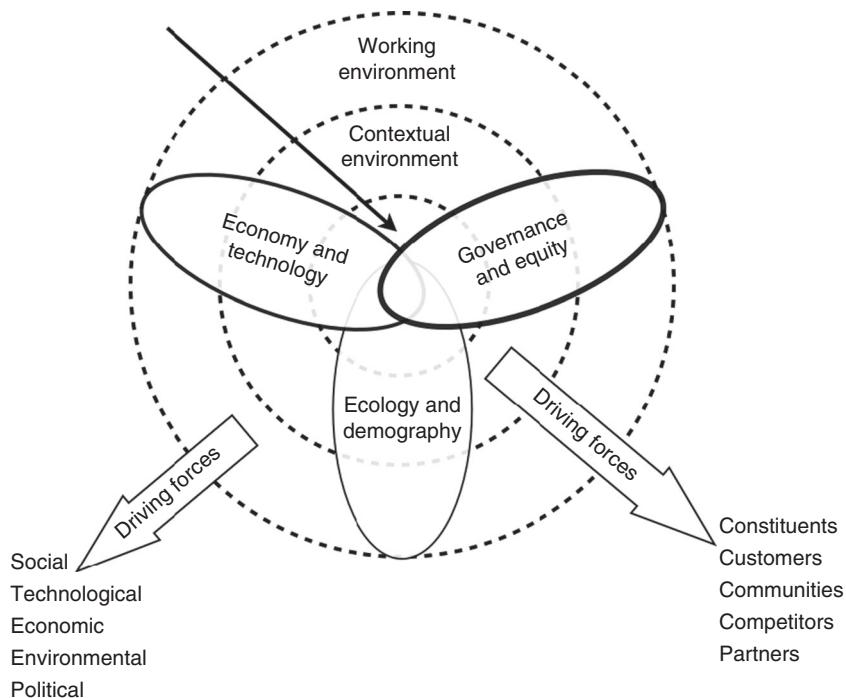 Working
environment
Contextual
environment
Economy and
technology
Governance
and equity
Ecology and
demography
Driving forces
Driving forces
Social
Technological
Economic
Environmental
Political
Constituents
Customers
Communities
Competitors
Partners